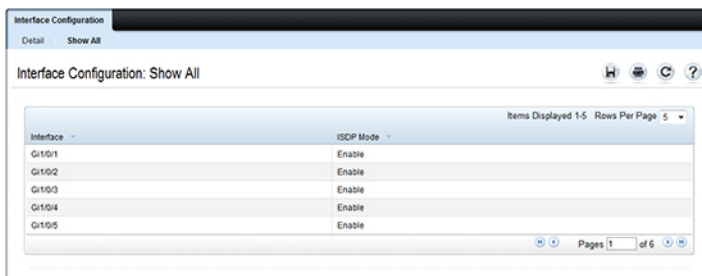 Interface Configuration
Detail Show All
Interface Configuration: Show All
Items Displayed 1-5 Rows Per Page 5
Interface ISDP Mode
Gi1/0/1 Enable
Gi1/0/2 Enable
Gi1/0/3 Enable
Gi1/0/4 Enable
Gi1/0/5 Enable
Pages 1 of 6